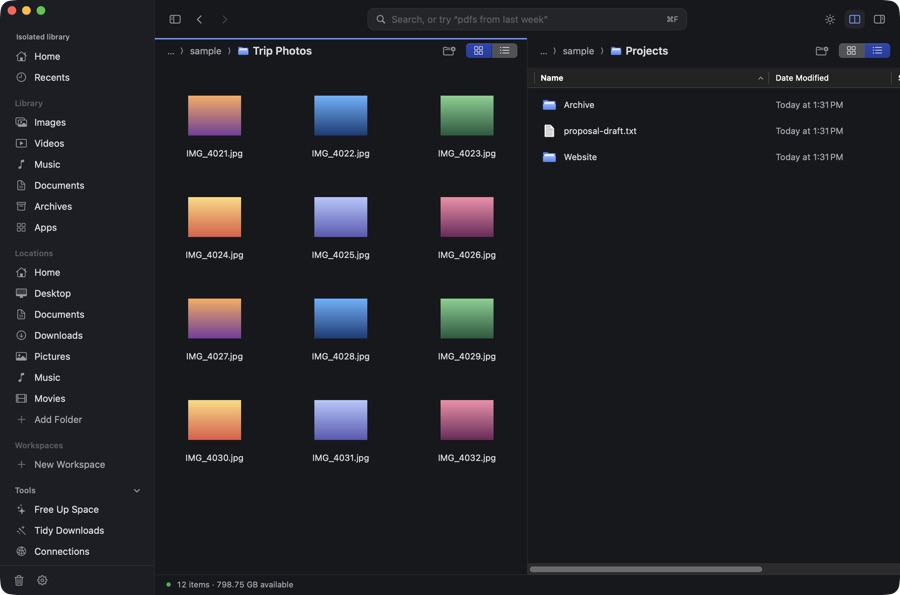 Search, or try "pdfs from last week"
⌘F
Isolated library
Home
Recents
Library
Images
Videos
Music
Documents
Archives
Apps
Locations
Home
Desktop
Documents
Downloads
Pictures
Music
Movies
Add Folder
Workspaces
New Workspace
Tools
Free Up Space
Tidy Downloads
Connections
... 〉 sample 〉 Trip Photos
IMG_4021.jpg IMG_4022.jpg IMG_4023.jpg
IMG_4024.jpg IMG_4025.jpg IMG_4026.jpg
IMG_4027.jpg IMG_4028.jpg IMG_4029.jpg
IMG_4030.jpg IMG_4031.jpg IMG_4032.jpg
12 items · 798.75 GB available
... 〉 sample 〉 Projects
Name Date Modified
Archive Today at 1:31 PM
proposal-draft.txt Today at 1:31 PM
Website Today at 1:31 PM